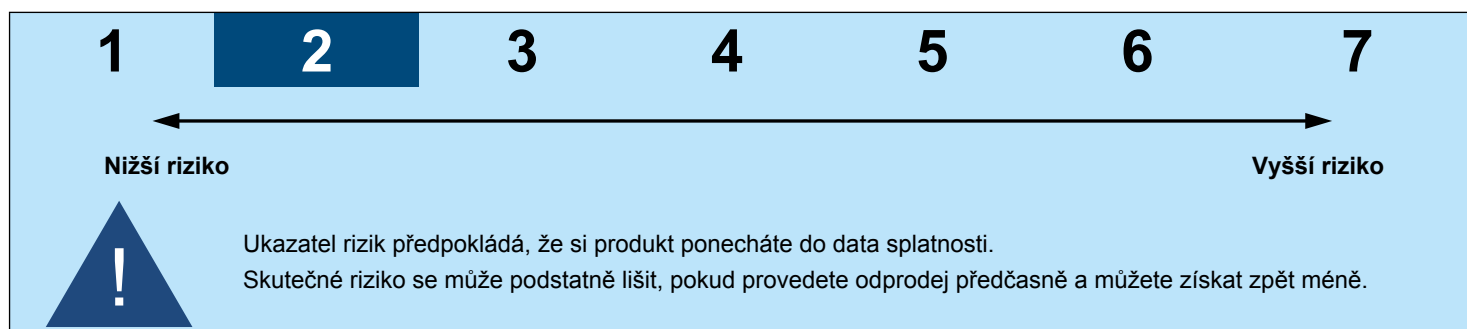 1 2 3 4 5 6 7
Nižší riziko Vyšší riziko
! Ukazatel rizik předpokládá, že si produkt ponecháte do data splatnosti.
Skutečné riziko se může podstatně lišit, pokud provedete odprodej předčasně a můžete získat zpět méně.